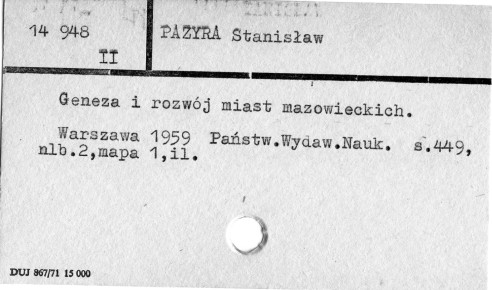 14 948
II
PAZYRA Stanisław
Geneza i rozwój miast mazowieckich.
Warszawa 1959 Państw.Wydaw.Nauk. s.449,
nlb.2,mapa 1,il.
DUJ 867/71 15 000